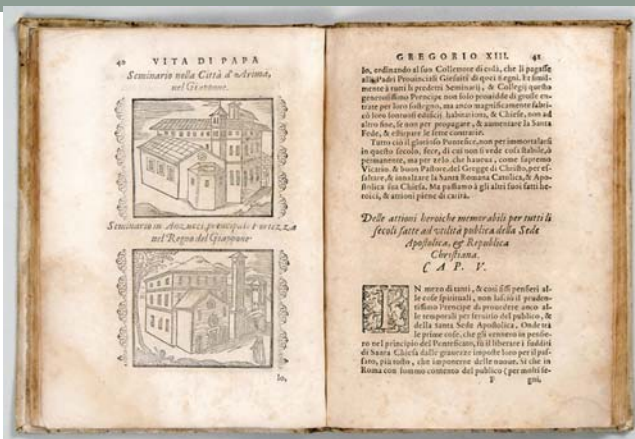 40 VITA DI PAPA
Seminario nella Città d'Arima,
nel Giappone.
Seminario in Anzuci, principale Fortezza
nel Regno del Giappone
Io,
GREGORIO XIII. 41
Io, ordinando al suo Collettore di colà, che li pagasse
alli Padri Prouinciali Giesuiti di quei Regni. Et simil-
mente à tutti li predetti Seminarij, & Collegij questo
generosissimo Prencipe non solo prouidde di grosse en-
trate per loro sostegno, ma anco magnificamente fabri-
cò loro sontuosi edificij, habitationi, & Chiese, non ad
altro fine, se non per propagare, & aumentare la Santa
Fede, & estirpare le sette contrarie.
Tutto ciò il glorioso Pontefice, non per immortalarsi
in questo secolo, fece, di cui non si vede cosa stabile, ò
permanente, ma per zelo, che haueua, come supremo
Vicario, & buon Pastore, del Gregge di Christo, per es-
saltare, & innalzare la Santa Romana Catolica, & Apo-
stolica sua Chiesa. Ma passiamo à gli altri suoi fatti he-
roici, & attioni piene di carità.
Delle attioni heroiche memorabili per tutti li
secoli fatte ad vtilità publica della Sede
Apostolica, & Republica
Christiana.
CAP. V.
IN mezo di tanti, & così fissi pensieri al-
le cose spirituali, non lasciò il pruden-
tissimo Prencipe di prouedere anco al-
le temporali per seruitio del publico, &
della Santa Sede Apostolica. Onde trà
le prime cose, che gli vennero in pensie-
ro nel principio del Pontificato, fù il liberare i sudditi
di Santa Chiesa dalle grauezze imposte loro per il pas-
sato, più tosto, che imponerne delle nuoue. Si che in
Roma con sommo contento del publico (per molti se-
F gni,